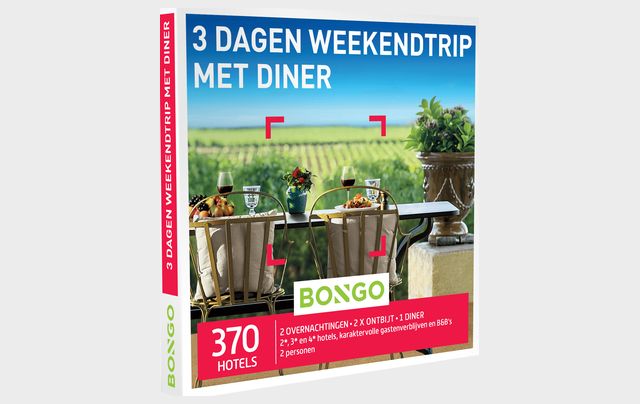 3 DAGEN WEEKENDTRIP
MET DINER
BONGO
370
HOTELS
2 OVERNACHTINGEN • 2 X ONTBIJT • 1 DINER
2*, 3* en 4* hotels, karaktervolle gastenverblijven en B&B's
2 personen
3 DAGEN WEEKENDTRIP MET DINER
BONGO